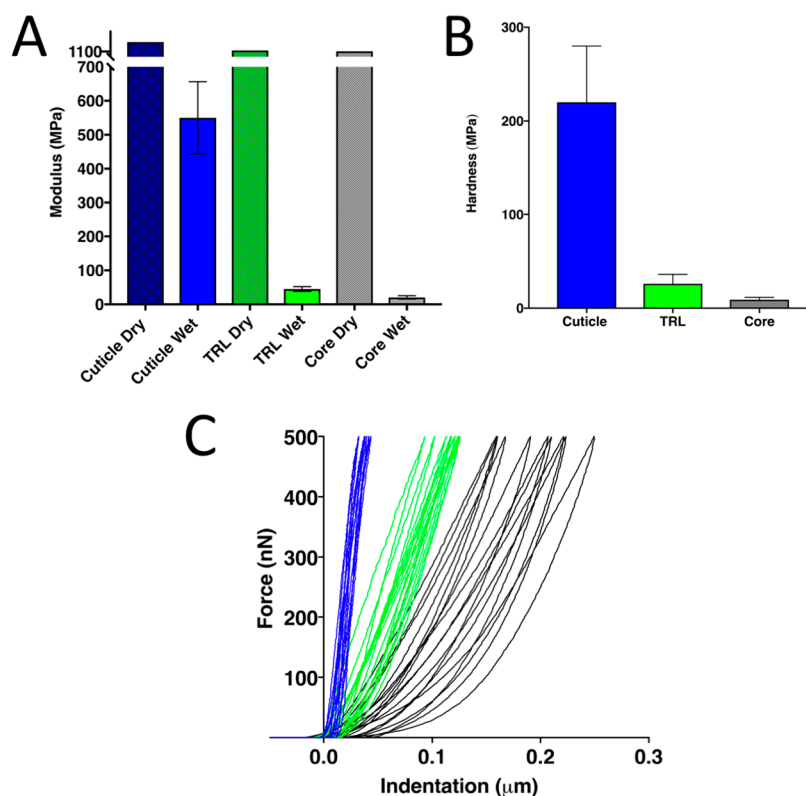 A
Modulus (MPa)
1100
700
600
500
400
300
200
100
0
Cuticle Dry
Cuticle Wet
TRL Dry
TRL Wet
Core Dry
Core Wet
B
Hardness (MPa)
300
200
100
0
Cuticle
TRL
Core
C
Force (nN)
500
400
300
200
100
0.0
0.1
0.2
0.3
Indentation (μm)